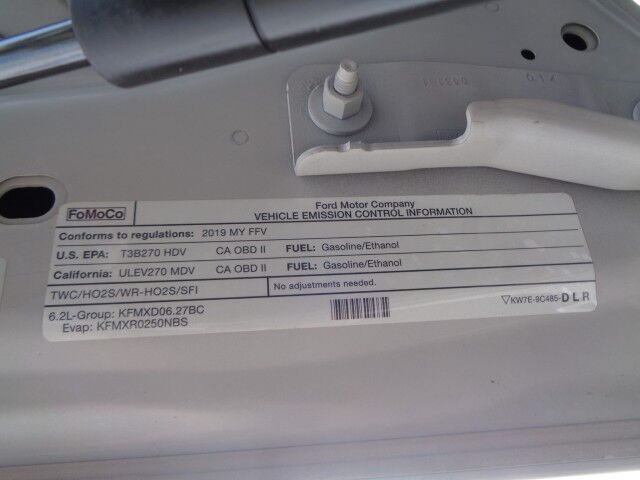 FoMoCo
Ford Motor Company
VEHICLE EMISSION CONTROL INFORMATION
Conforms to regulations: 2019 MY FFV
U.S. EPA: T3B270 HDV CA OBD II FUEL: Gasoline/Ethanol
California: ULEV270 MDV CA OBD II FUEL: Gasoline/Ethanol
TWC/HO2S/WR-HO2S/SFI No adjustments needed.
6.2L-Group: KFMXD06.27BC
Evap: KFMXR0250NBS
KW7E-9C485-DLR